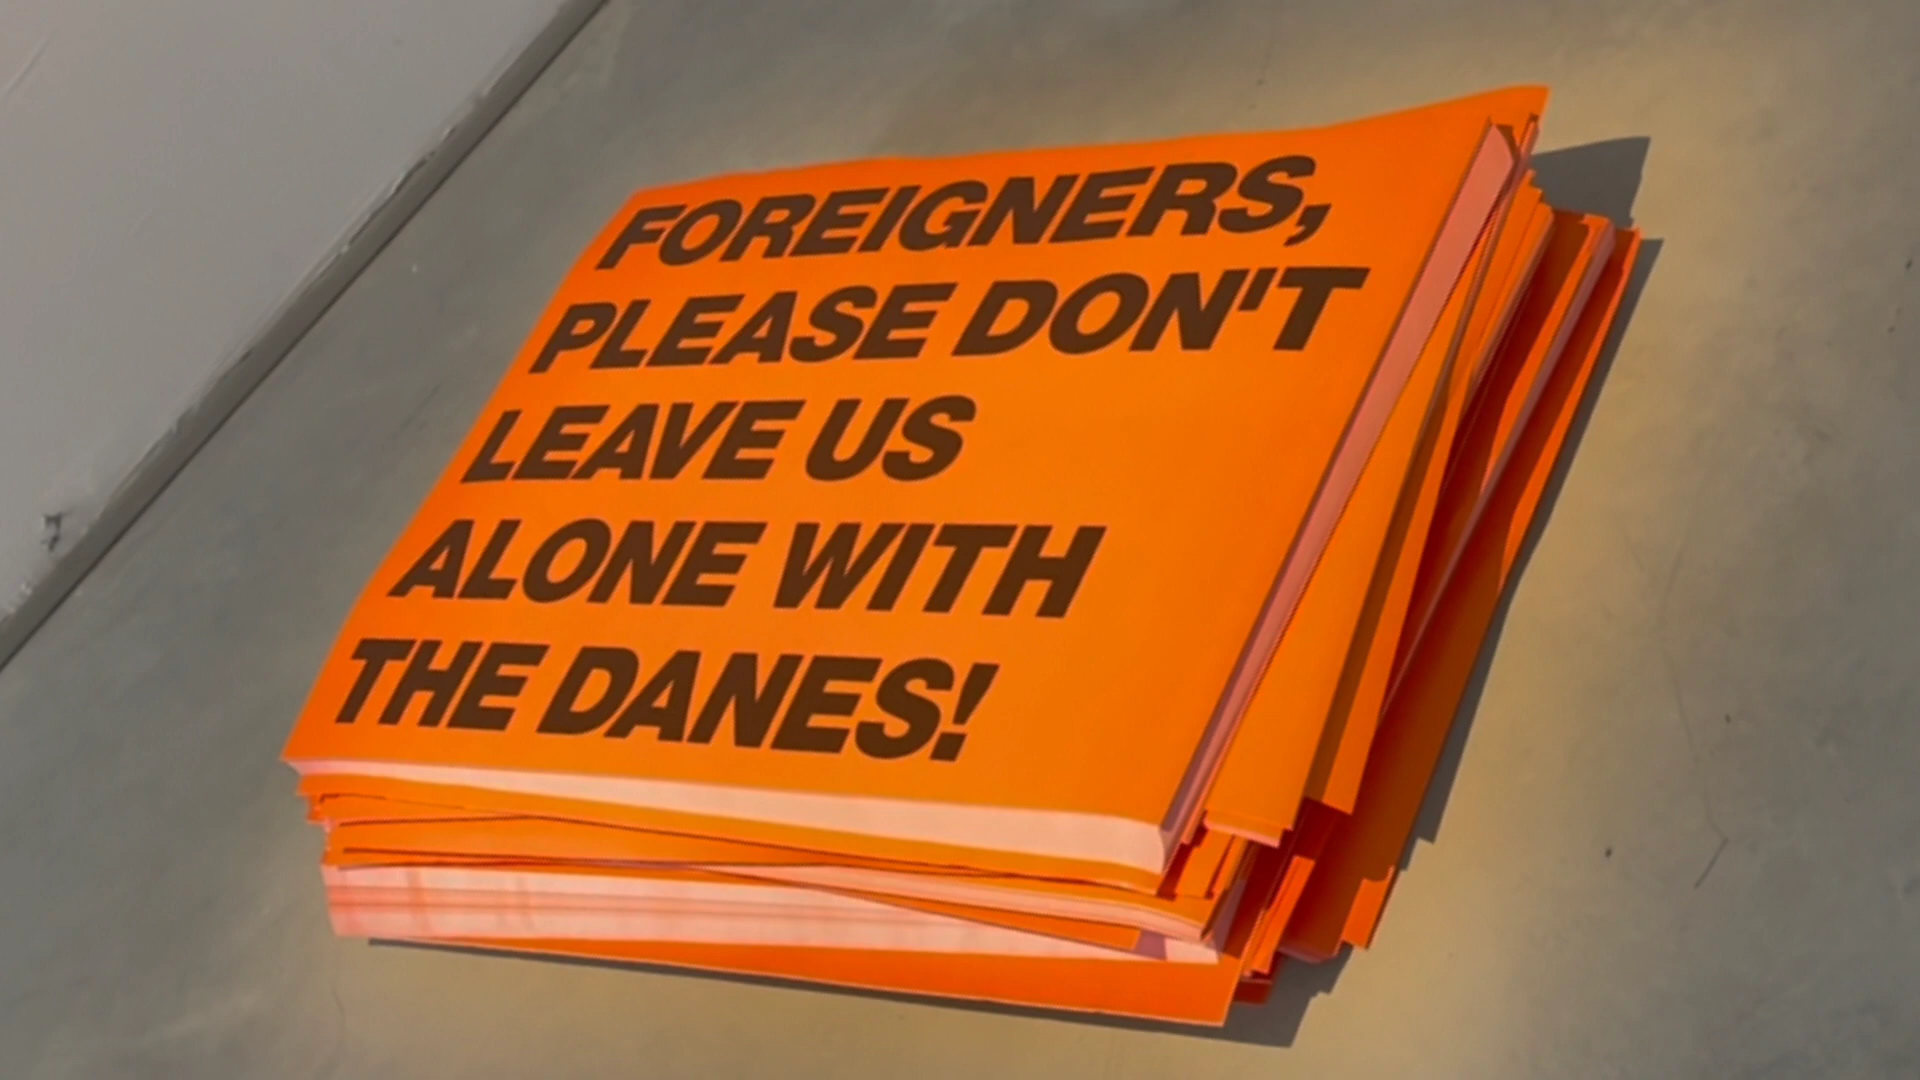 FOREIGNERS,
PLEASE DON'T
LEAVE US
ALONE WITH
THE DANES!